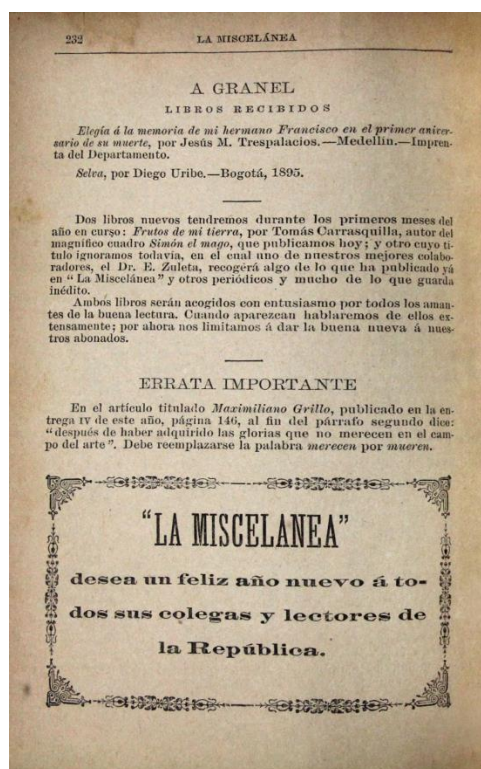 232 LA MISCELÁNEA
A GRANEL
LIBROS RECIBIDOS
Elegía á la memoria de mi hermano Francisco en el primer aniver-
sario de su muerte, por Jesús M. Trespalacios.—Medellín.—Impren-
ta del Departamento.
Selva, por Diego Uribe.—Bogotá, 1895.
Dos libros nuevos tendremos durante los primeros meses del
año en curso: Frutos de mi tierra, por Tomás Carrasquilla, autor del
magnífico cuadro Simón el mago, que publicamos hoy; y otro cuyo tí-
tulo ignoramos todavía, en el cual uno de nuestros mejores colabo-
radores, el Dr. E. Zuleta, recogerá algo de lo que ha publicado yá
en "La Miscelánea" y otros periódicos y mucho de lo que guarda
inédito.
Ambos libros serán acogidos con entusiasmo por todos los aman-
tes de la buena lectura. Cuando aparezcan hablaremos de ellos ex-
tensamente; por ahora nos limitamos á dar la buena nueva á nues-
tros abonados.
ERRATA IMPORTANTE
En el artículo titulado Maximiliano Grillo, publicado en la en-
trega IV de este año, página 146, al fin del párrafo segundo dice:
"después de haber adquirido las glorias que no merecen en el cam-
po del arte". Debe reemplazarse la palabra merecen por mueren.
"LA MISCELANEA"
desea un feliz año nuevo á to-
dos sus colegas y lectores de
la República.